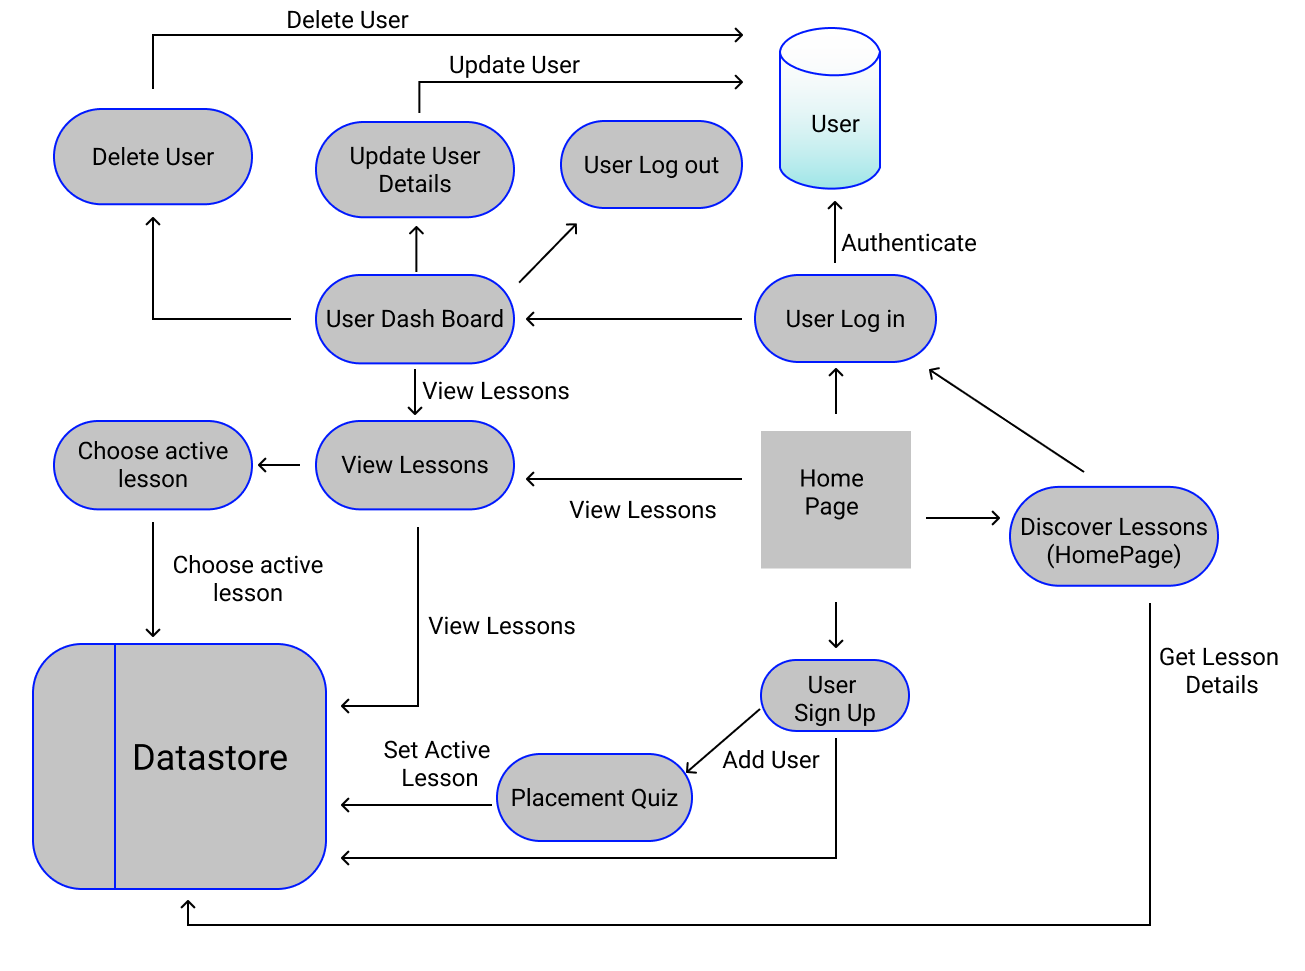 Delete User
Update User
User
Delete User
Update User
Details
User Log out
Authenticate
User Dash Board
User Log in
View Lessons
Choose active
lesson
View Lessons
Home
Page
View Lessons
Discover Lessons
(HomePage)
Choose active
lesson
View Lessons
Get Lesson
Details
User
Sign Up
Datastore
Set Active
Lesson
Add User
Placement Quiz